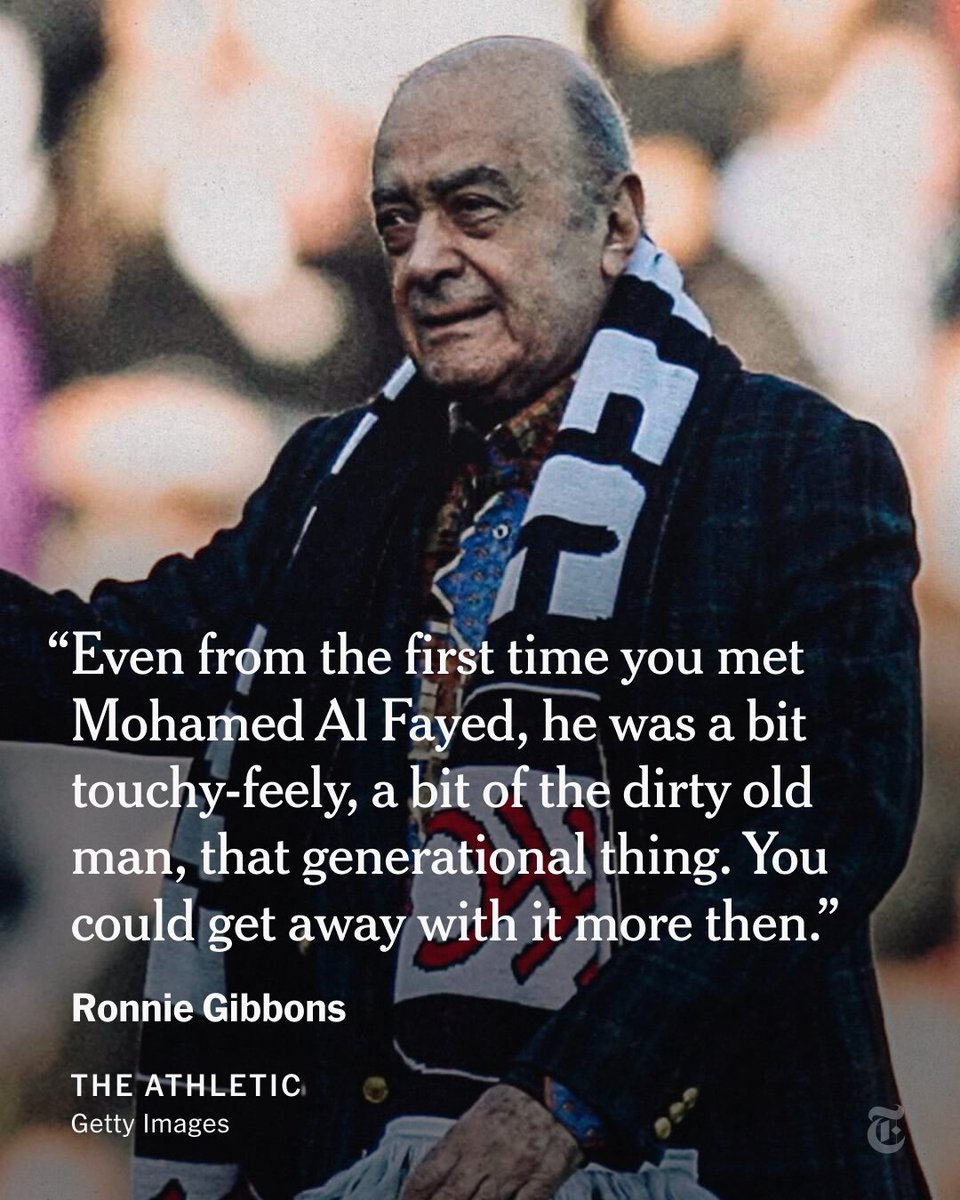 “Even from the first time you met
Mohamed Al Fayed, he was a bit
touchy-feely, a bit of the dirty old
man, that generational thing. You
could get away with it more then.”
Ronnie Gibbons
THE ATHLETIC
Getty Images